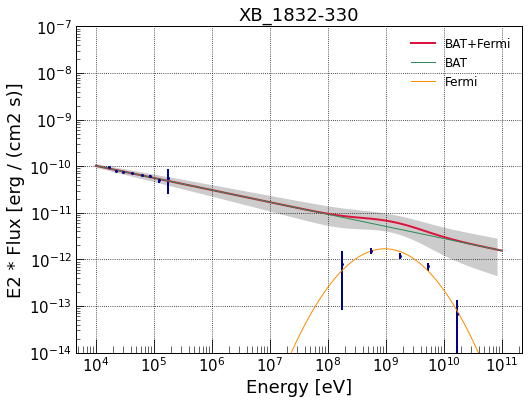 XB_1832-330
E2 * Flux [erg / (cm2 s)]
10^-7
10^-8
10^-9
10^-10
10^-11
10^-12
10^-13
10^-14
BAT+Fermi
BAT
Fermi
10^4 10^5 10^6 10^7 10^8 10^9 10^10 10^11
Energy [eV]